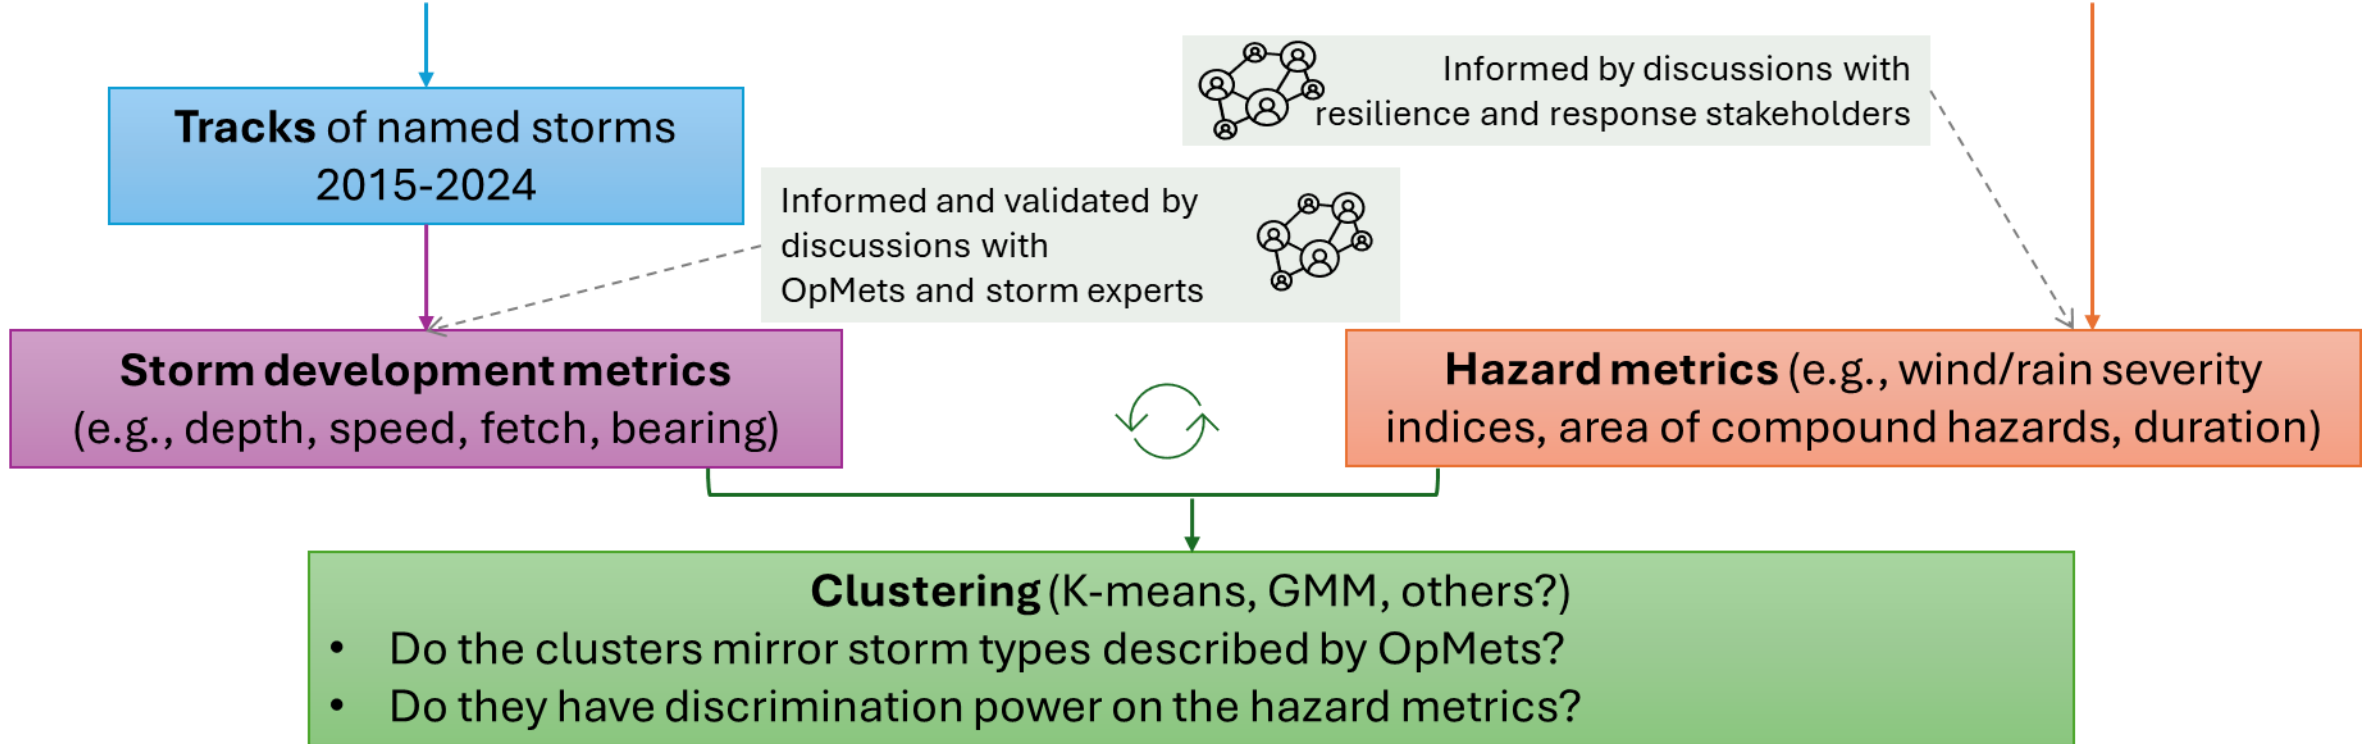 Informed by discussions with
resilience and response stakeholders
Tracks of named storms
2015-2024
Informed and validated by
discussions with
OpMets and storm experts
Storm development metrics
(e.g., depth, speed, fetch, bearing)
Hazard metrics (e.g., wind/rain severity
indices, area of compound hazards, duration)
Clustering (K-means, GMM, others?)
• Do the clusters mirror storm types described by OpMets?
• Do they have discrimination power on the hazard metrics?